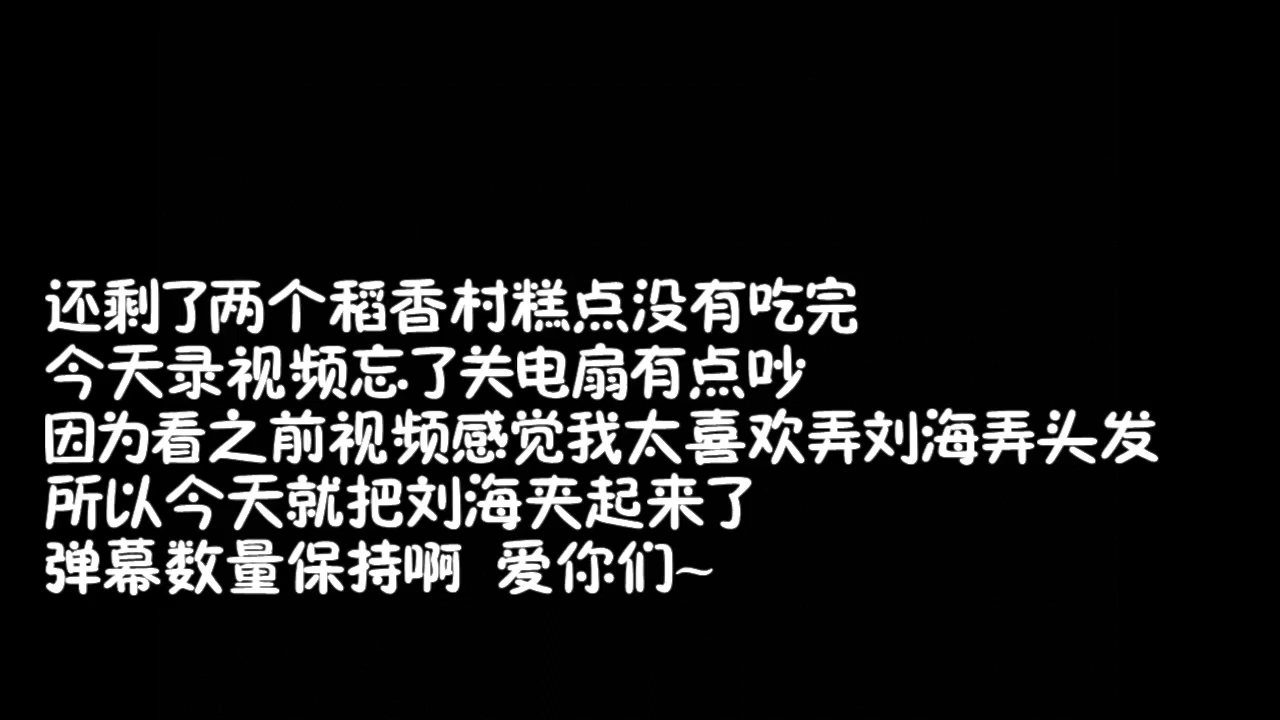 还剩了两个稻香村糕点没有吃完
今天录视频忘了关电扇有点吵
因为看之前视频感觉我太喜欢弄刘海弄头发
所以今天就把刘海夹起来了
弹幕数量保持啊 爱你们~